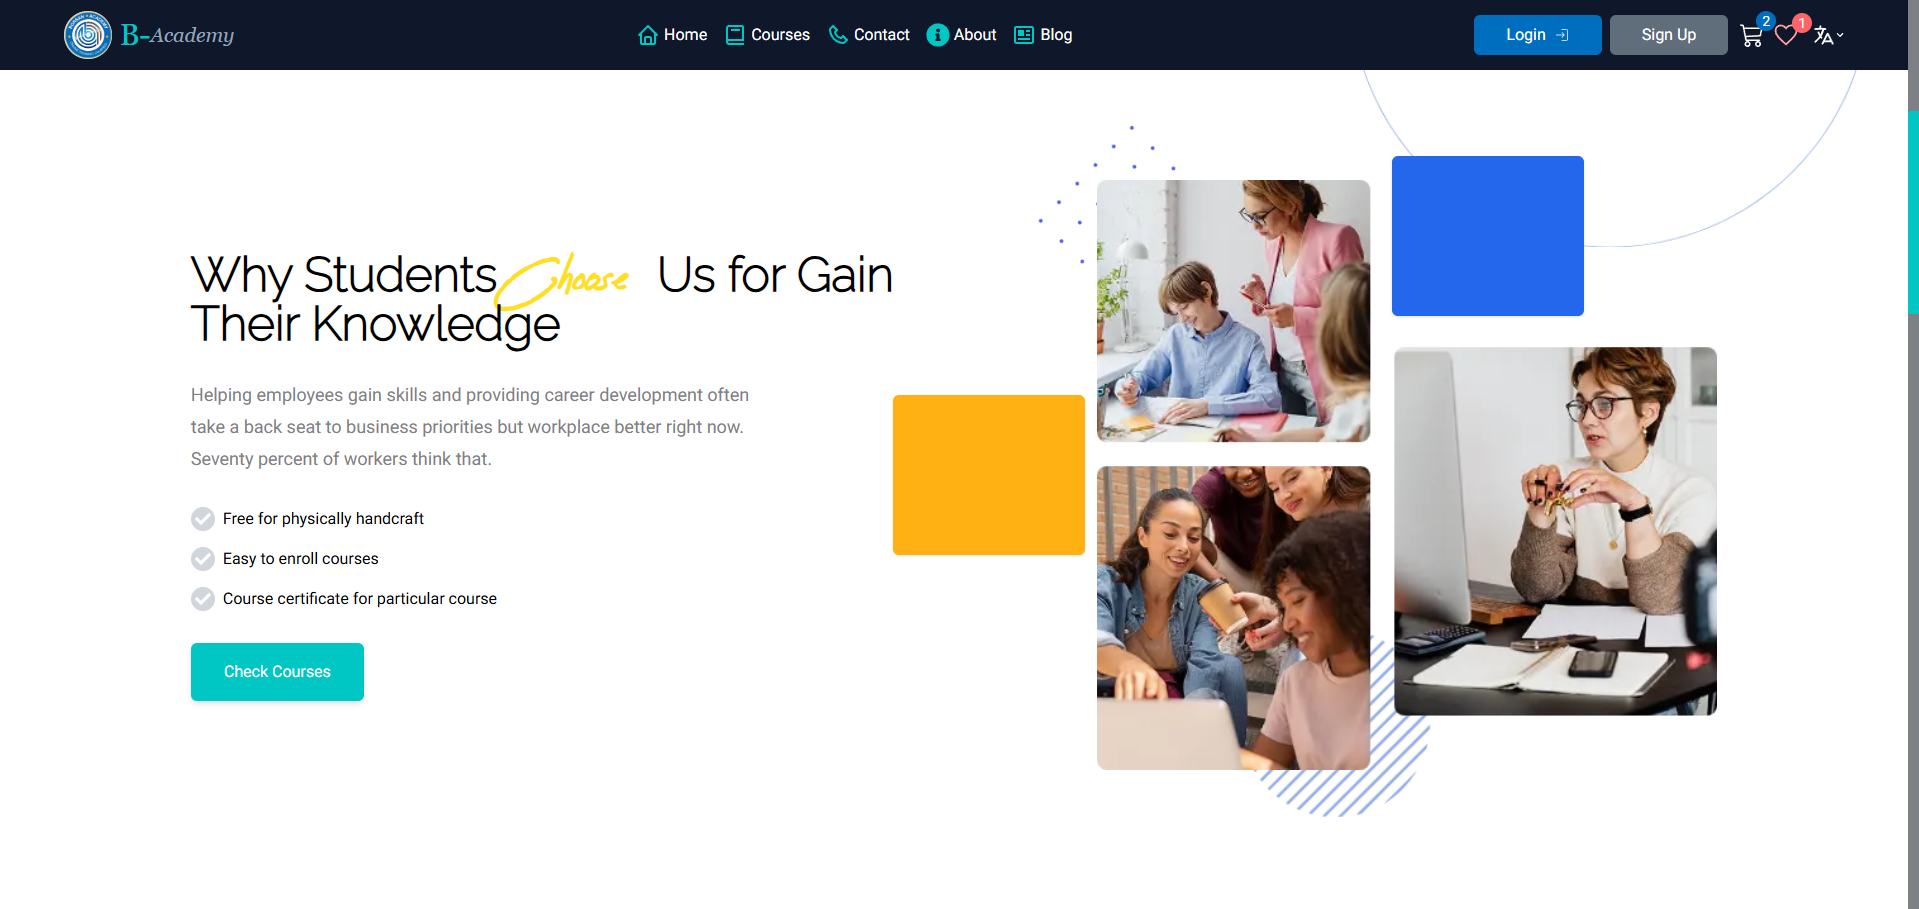 B-Academy
Home
Courses
Contact
About
Blog
Login
Sign Up
2
1
Why Students Choose Us for Gain
Their Knowledge
Helping employees gain skills and providing career development often
take a back seat to business priorities but workplace better right now.
Seventy percent of workers think that.
Free for physically handcraft
Easy to enroll courses
Course certificate for particular course
Check Courses